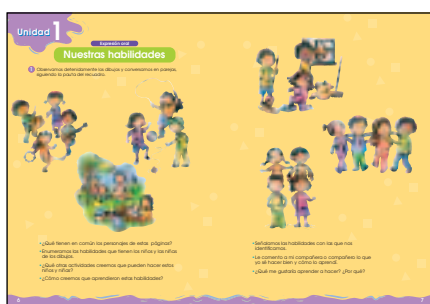 Unidad 1
Expresión oral
Nuestras habilidades
1 Observamos detenidamente los dibujos y conversamos en parejas,
siguiendo la pauta del recuadro.
• ¿Qué tienen en común los personajes de estas páginas?
• Enumeramos las habilidades que tienen los niños y las niñas
de los dibujos.
• ¿Qué otras actividades creemos que pueden hacer estos
niños y niñas?
• ¿Cómo creemos que aprendieron estas habilidades?
• Señalamos las habilidades con las que nos
identificamos.
• Le comento a mi compañera o compañero lo que
yo sé hacer bien y cómo lo aprendí.
• ¿Qué me gustaría aprender a hacer? ¿Por qué?
6